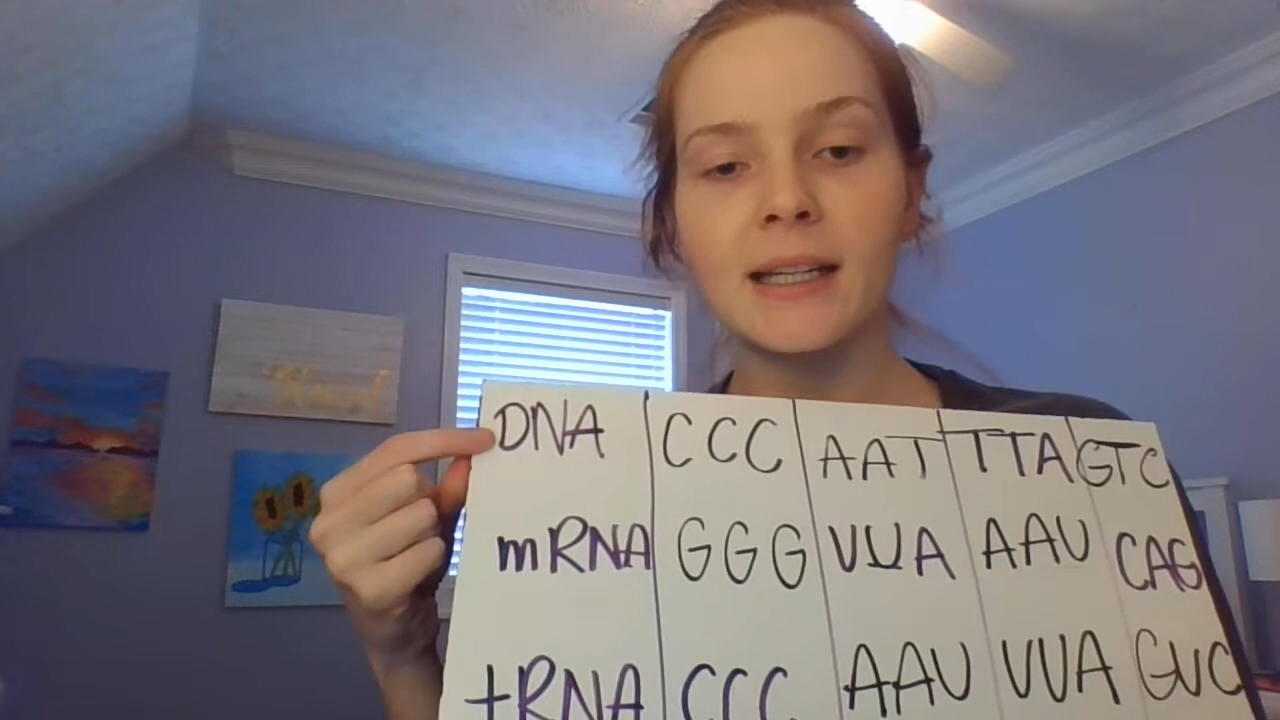 DNA CCC AAT TTA GTC
mRNA GGG UUA AAU CAG
tRNA CCC AAU UUA GUC